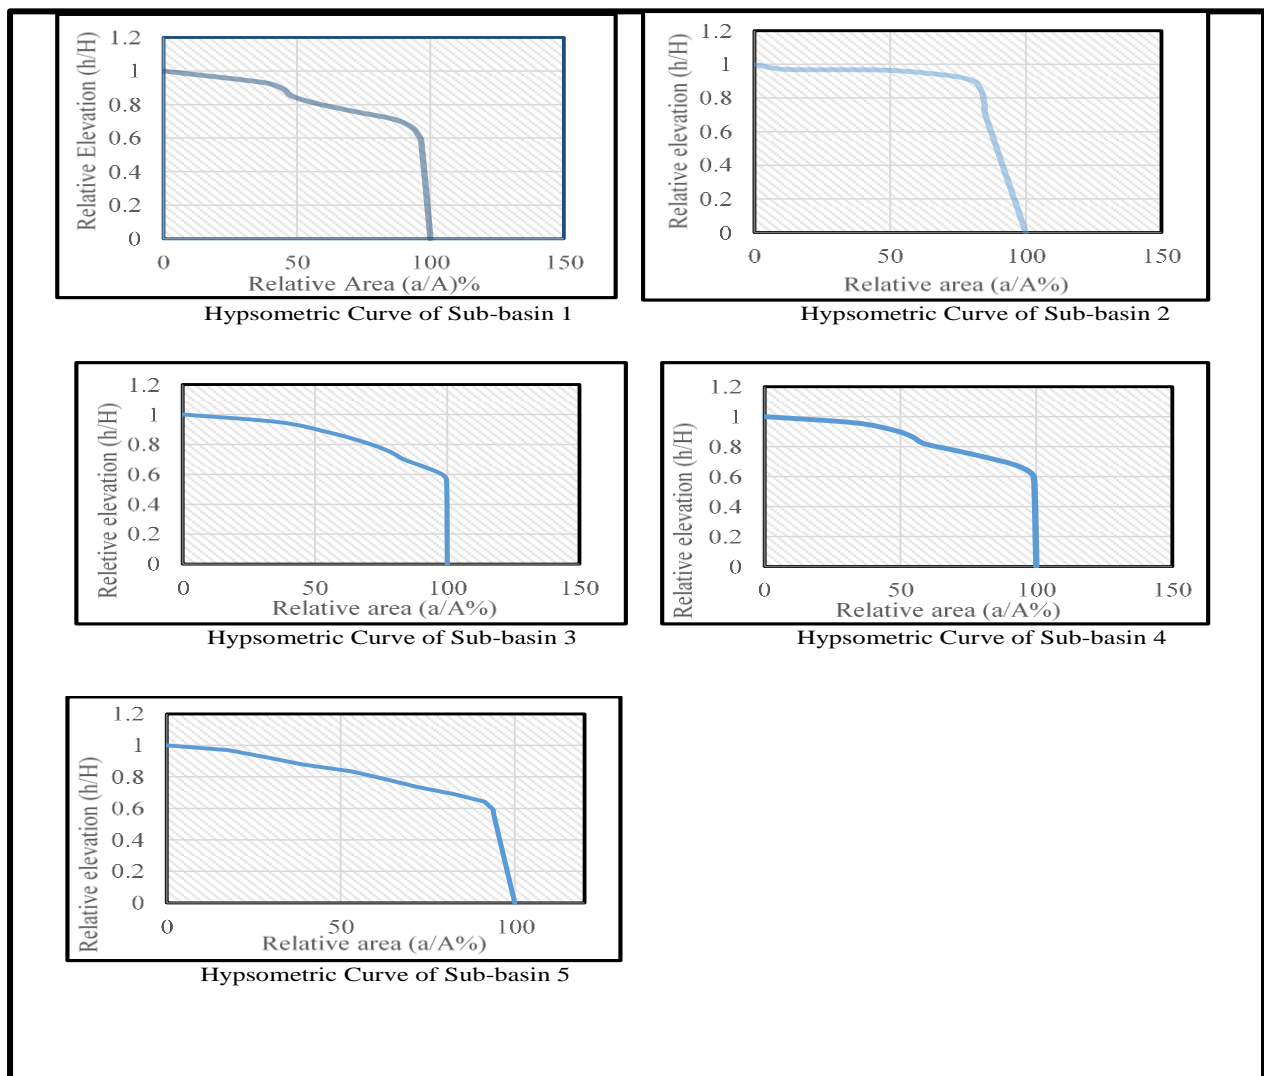 Relative Elevation (h/H)
1.2
1
0.8
0.6
0.4
0.2
0
0 50 100 150
Relative Area (a/A)%
Hypsometric Curve of Sub-basin 1
Relative elevation (h/H)
1.2
1
0.8
0.6
0.4
0.2
0
0 50 100 150
Relative area (a/A%)
Hypsometric Curve of Sub-basin 2
Reletive elevation (h/H)
1.2
1
0.8
0.6
0.4
0.2
0
0 50 100 150
Relative area (a/A%)
Hypsometric Curve of Sub-basin 3
Relative elevation (h/H)
1.2
1
0.8
0.6
0.4
0.2
0
0 50 100 150
Relative area (a/A%)
Hypsometric Curve of Sub-basin 4
Relative elevation (h/H)
1.2
1
0.8
0.6
0.4
0.2
0
0 50 100
Relative area (a/A%)
Hypsometric Curve of Sub-basin 5